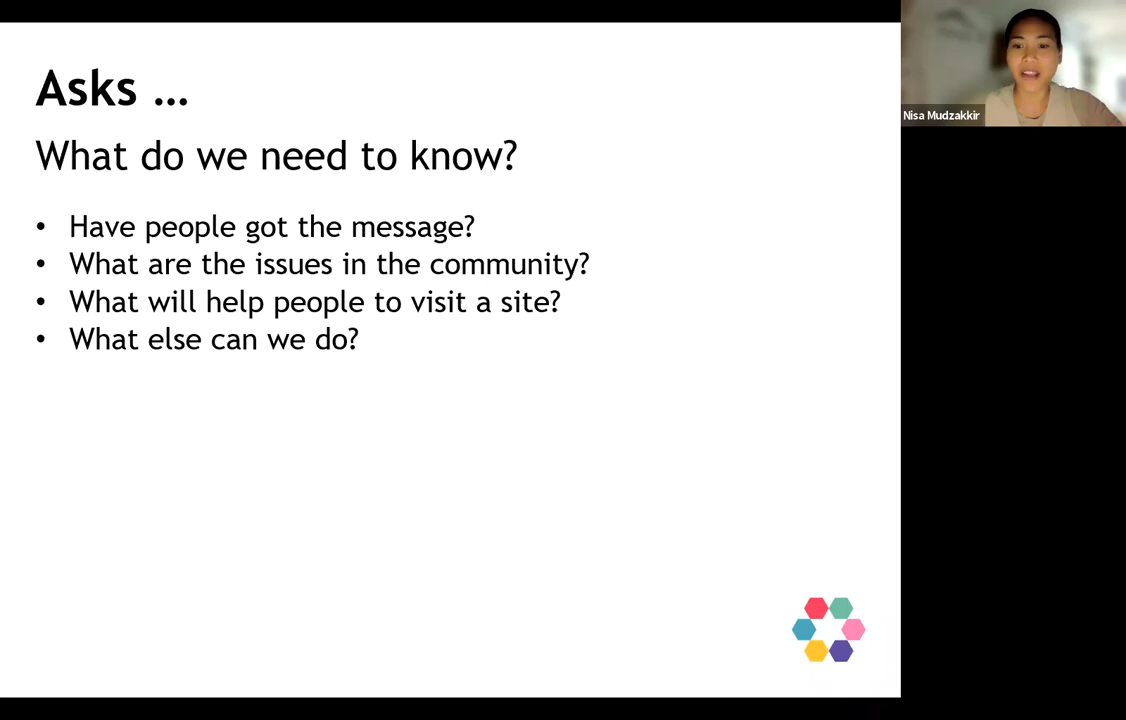 Asks …
What do we need to know?
• Have people got the message?
• What are the issues in the community?
• What will help people to visit a site?
• What else can we do?
Nisa Mudzakkir